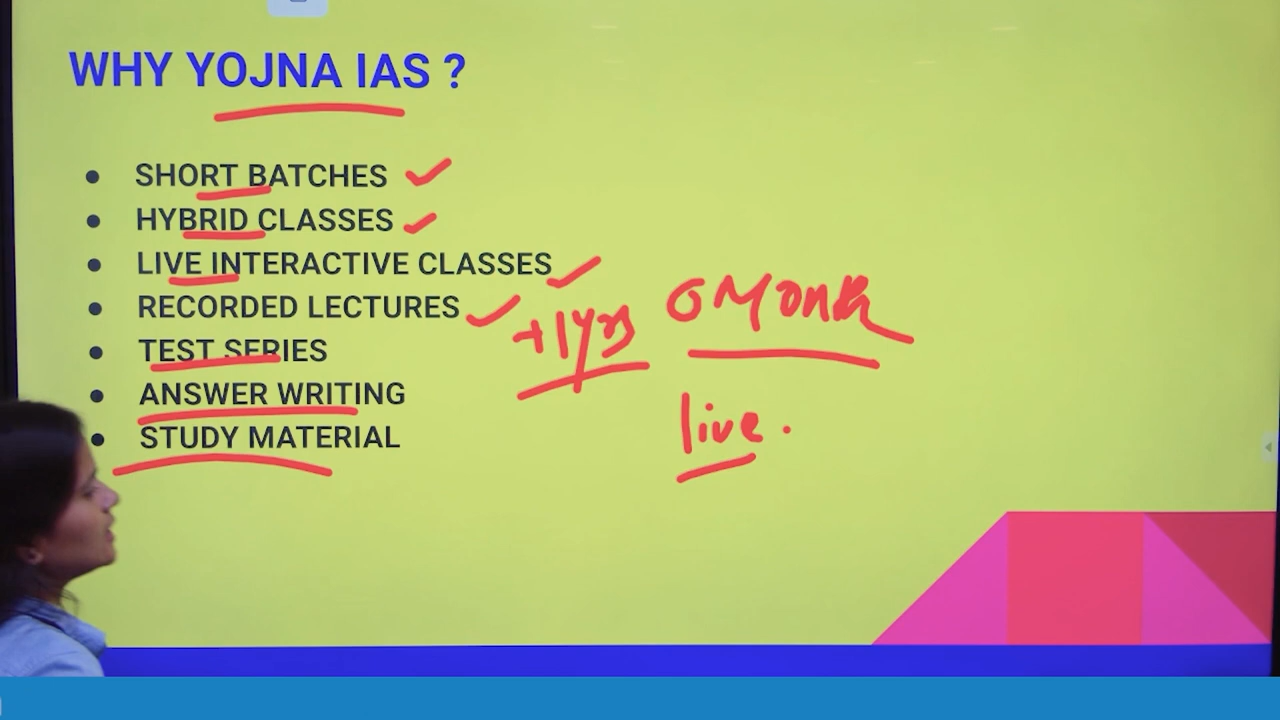 WHY YOJNA IAS ?
• SHORT BATCHES
• HYBRID CLASSES
• LIVE INTERACTIVE CLASSES
• RECORDED LECTURES
• TEST SERIES
• ANSWER WRITING
• STUDY MATERIAL
+1yrs
Month
live.